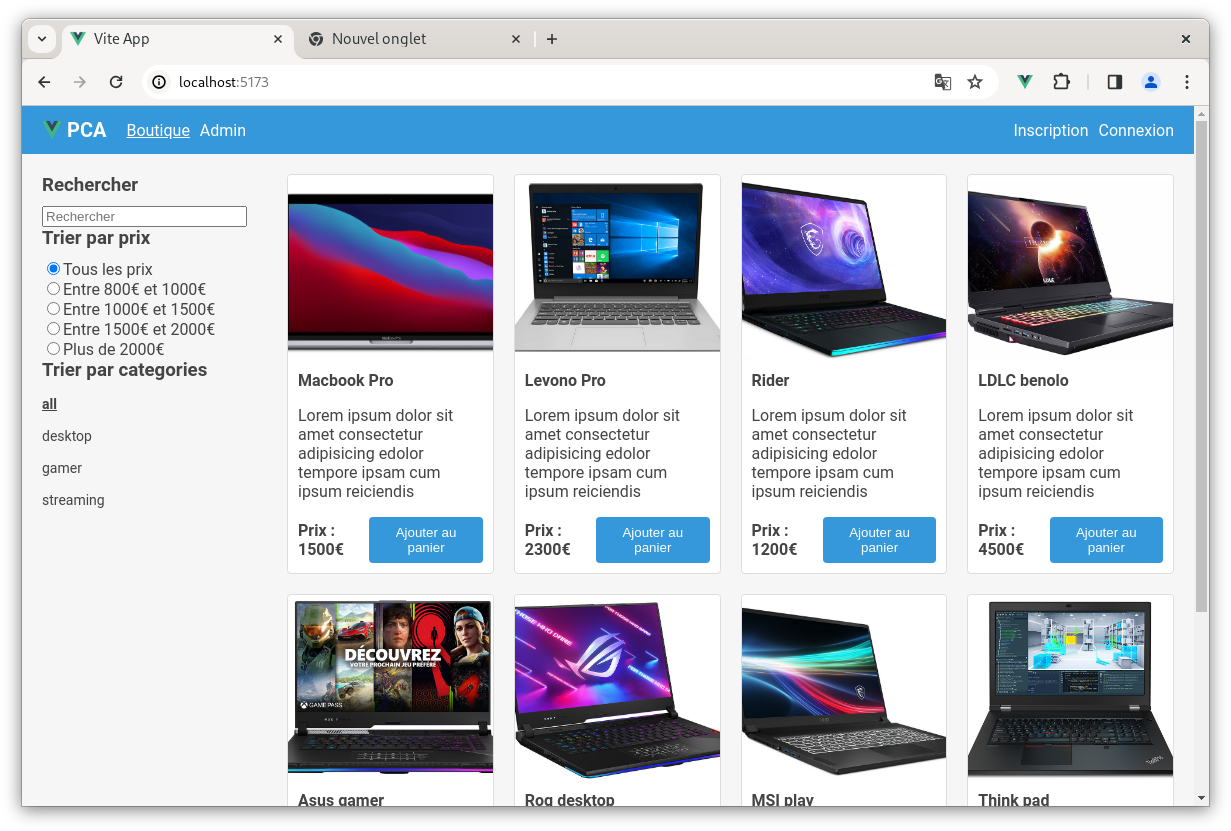 Vite App
Nouvel onglet
localhost:5173
PCA Boutique Admin Inscription Connexion
Rechercher
Rechercher
Trier par prix
Tous les prix
Entre 800€ et 1000€
Entre 1000€ et 1500€
Entre 1500€ et 2000€
Plus de 2000€
Trier par categories
all
desktop
gamer
streaming
Macbook Pro
Lorem ipsum dolor sit
amet consectetur
adipisicing edolor
tempore ipsam cum
ipsum reiciendis
Prix :
1500€
Ajouter au
panier
Levono Pro
Lorem ipsum dolor sit
amet consectetur
adipisicing edolor
tempore ipsam cum
ipsum reiciendis
Prix :
2300€
Ajouter au
panier
Rider
Lorem ipsum dolor sit
amet consectetur
adipisicing edolor
tempore ipsam cum
ipsum reiciendis
Prix :
1200€
Ajouter au
panier
LDLC benolo
Lorem ipsum dolor sit
amet consectetur
adipisicing edolor
tempore ipsam cum
ipsum reiciendis
Prix :
4500€
Ajouter au
panier
DÉCOUVREZ
VOTRE PROCHAIN JEU PRÉFÉRÉ
GAME PASS
Asus gamer
Rog desktop
MSI play
ThinkPad
Think pad